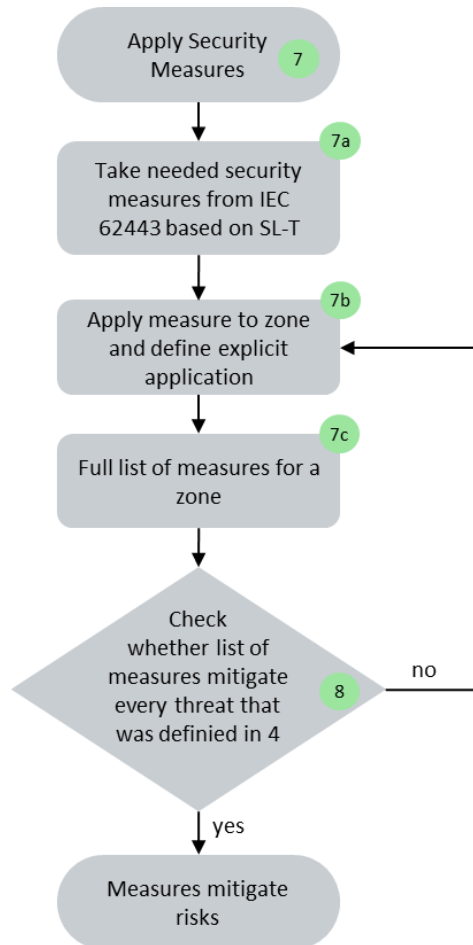 Apply Security
Measures
7
7a
Take needed security
measures from IEC
62443 based on SL-T
7b
Apply measure to zone
and define explicit
application
7c
Full list of measures for a
zone
Check
whether list of
measures mitigate
every threat that
was definied in 4
8
no
yes
Measures mitigate
risks